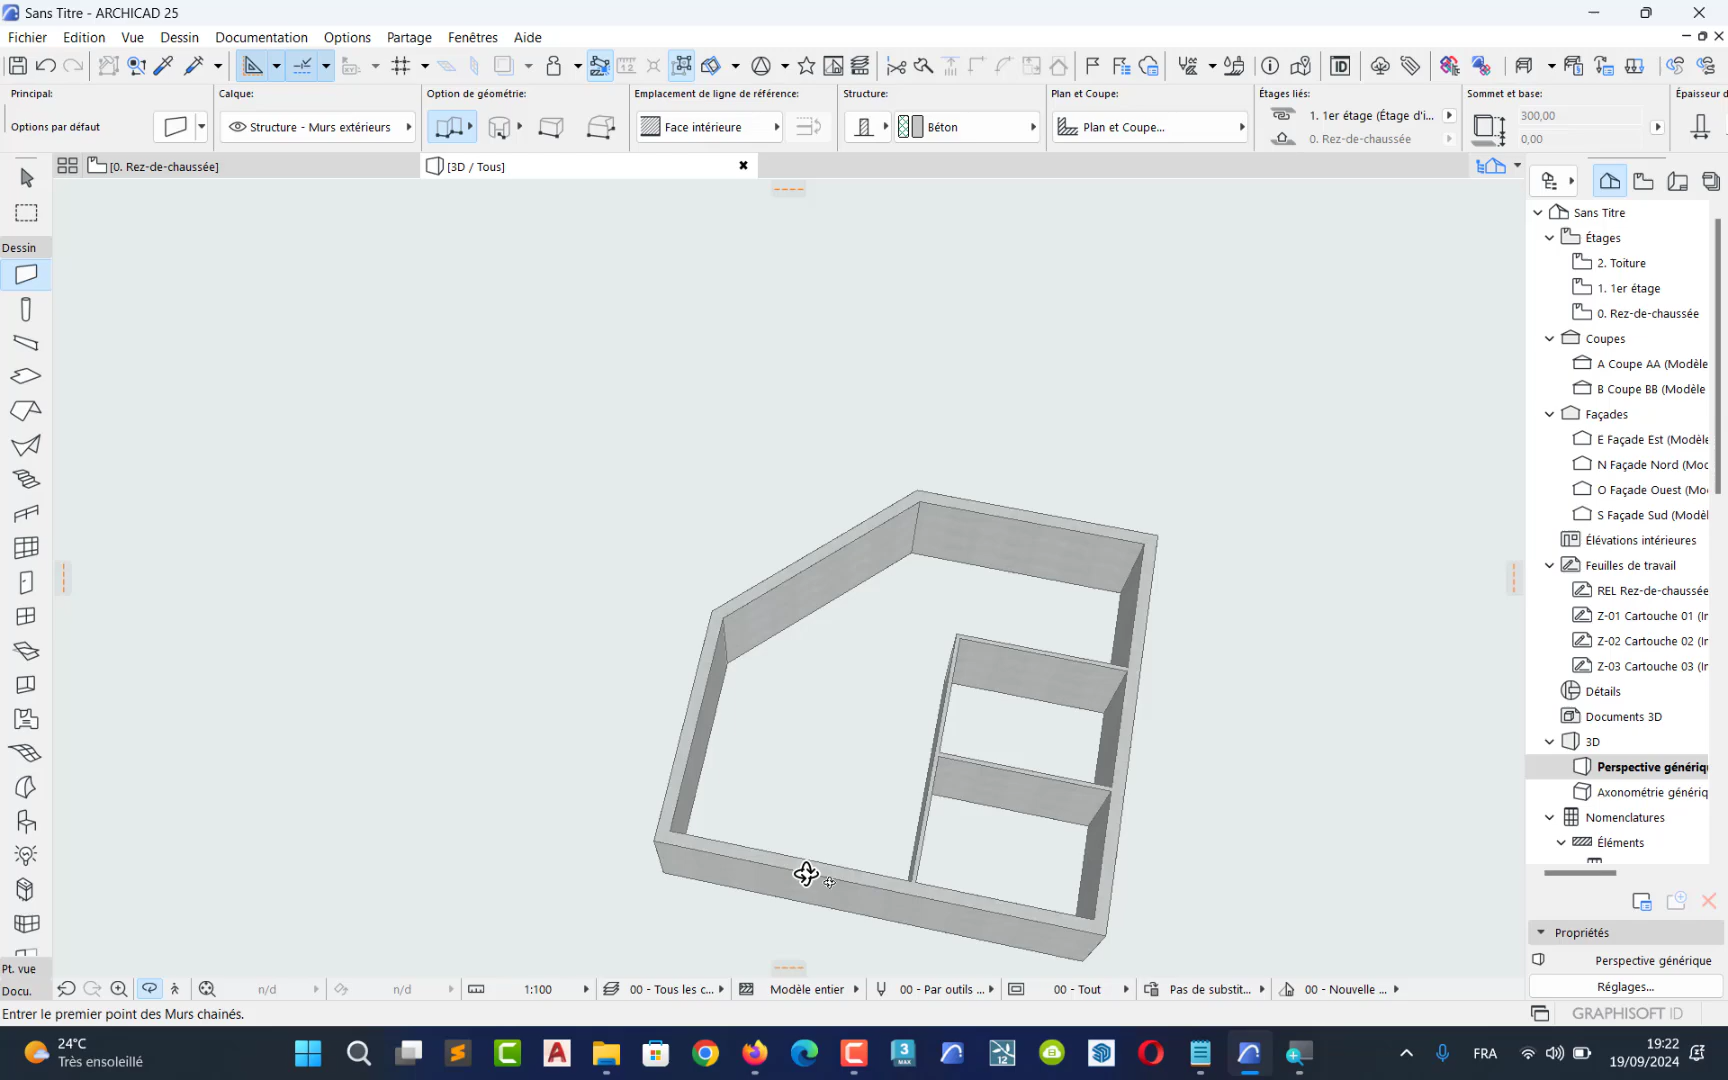 Sans Titre - ARCHICAD 25
Fichier Edition Vue Dessin Documentation Options Partage Fenêtres Aide
Principal: Option de géométrie: Emplacement de ligne de référence: Structure: Plan et Coupe: Étages liés: Sommet et base: Épaisseur d
Options par défaut Structure - Murs extérieurs Face intérieure Béton Plan et Coupe... 1. 1er étage (Étage d'i... 300,00
0. Rez-de-chaussée 0,00
[0. Rez-de-chaussée] [3D / Tous]
Dessin
Sans Titre
Étages
2. Toiture
1. 1er étage
0. Rez-de-chaussée
Coupes
A Coupe AA (Modèle
B Coupe BB (Modèle
Façades
E Façade Est (Modèle
N Façade Nord (Mod
O Façade Ouest (Mod
S Façade Sud (Modèl
Élévations intérieures
Feuilles de travail
REL Rez-de-chaussée
Z-01 Cartouche 01 (In
Z-02 Cartouche 02 (In
Z-03 Cartouche 03 (In
Détails
Documents 3D
3D
Perspective génériqu
Axonométrie génériq
Nomenclatures
Éléments
Propriétés
Perspective générique
Réglages...
Pt. vue
Docu.
n/d n/d 1:100 00 - Tous les c... Modèle entier 00 - Par outils ... 00 - Tout Pas de substit... 00 - Nouvelle ...
Entrer le premier point des Murs chainés.
GRAPHISOFT ID
24°C
Très ensoleillé
FRA
19:22
19/09/2024